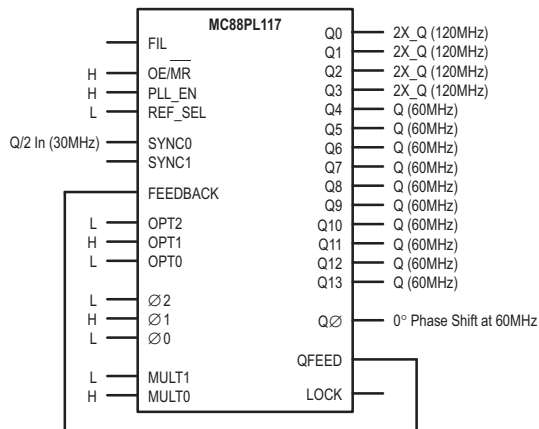 MC88PL117
FIL
H OE/MR
H PLL_EN
L REF_SEL
Q/2 In (30MHz) SYNC0
SYNC1
FEEDBACK
L OPT2
H OPT1
L OPT0
L ∅2
H ∅1
L ∅0
L MULT1
H MULT0
Q0 2X_Q (120MHz)
Q1 2X_Q (120MHz)
Q2 2X_Q (120MHz)
Q3 2X_Q (120MHz)
Q4 Q (60MHz)
Q5 Q (60MHz)
Q6 Q (60MHz)
Q7 Q (60MHz)
Q8 Q (60MHz)
Q9 Q (60MHz)
Q10 Q (60MHz)
Q11 Q (60MHz)
Q12 Q (60MHz)
Q13 Q (60MHz)
Q∅ 0° Phase Shift at 60MHz
QFEED
LOCK